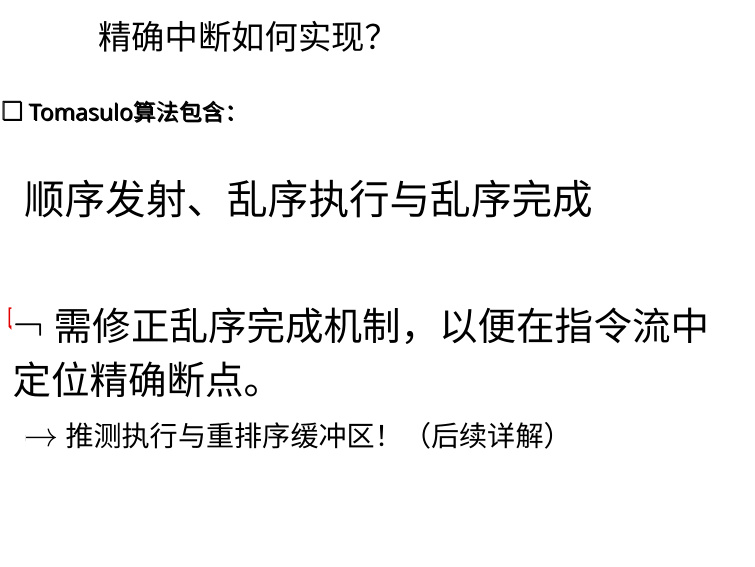 精确中断如何实现？
□ Tomasulo算法包含：
顺序发射、乱序执行与乱序完成
¬ 需修正乱序完成机制，以便在指令流中
定位精确断点。
→ 推测执行与重排序缓冲区！（后续详解）